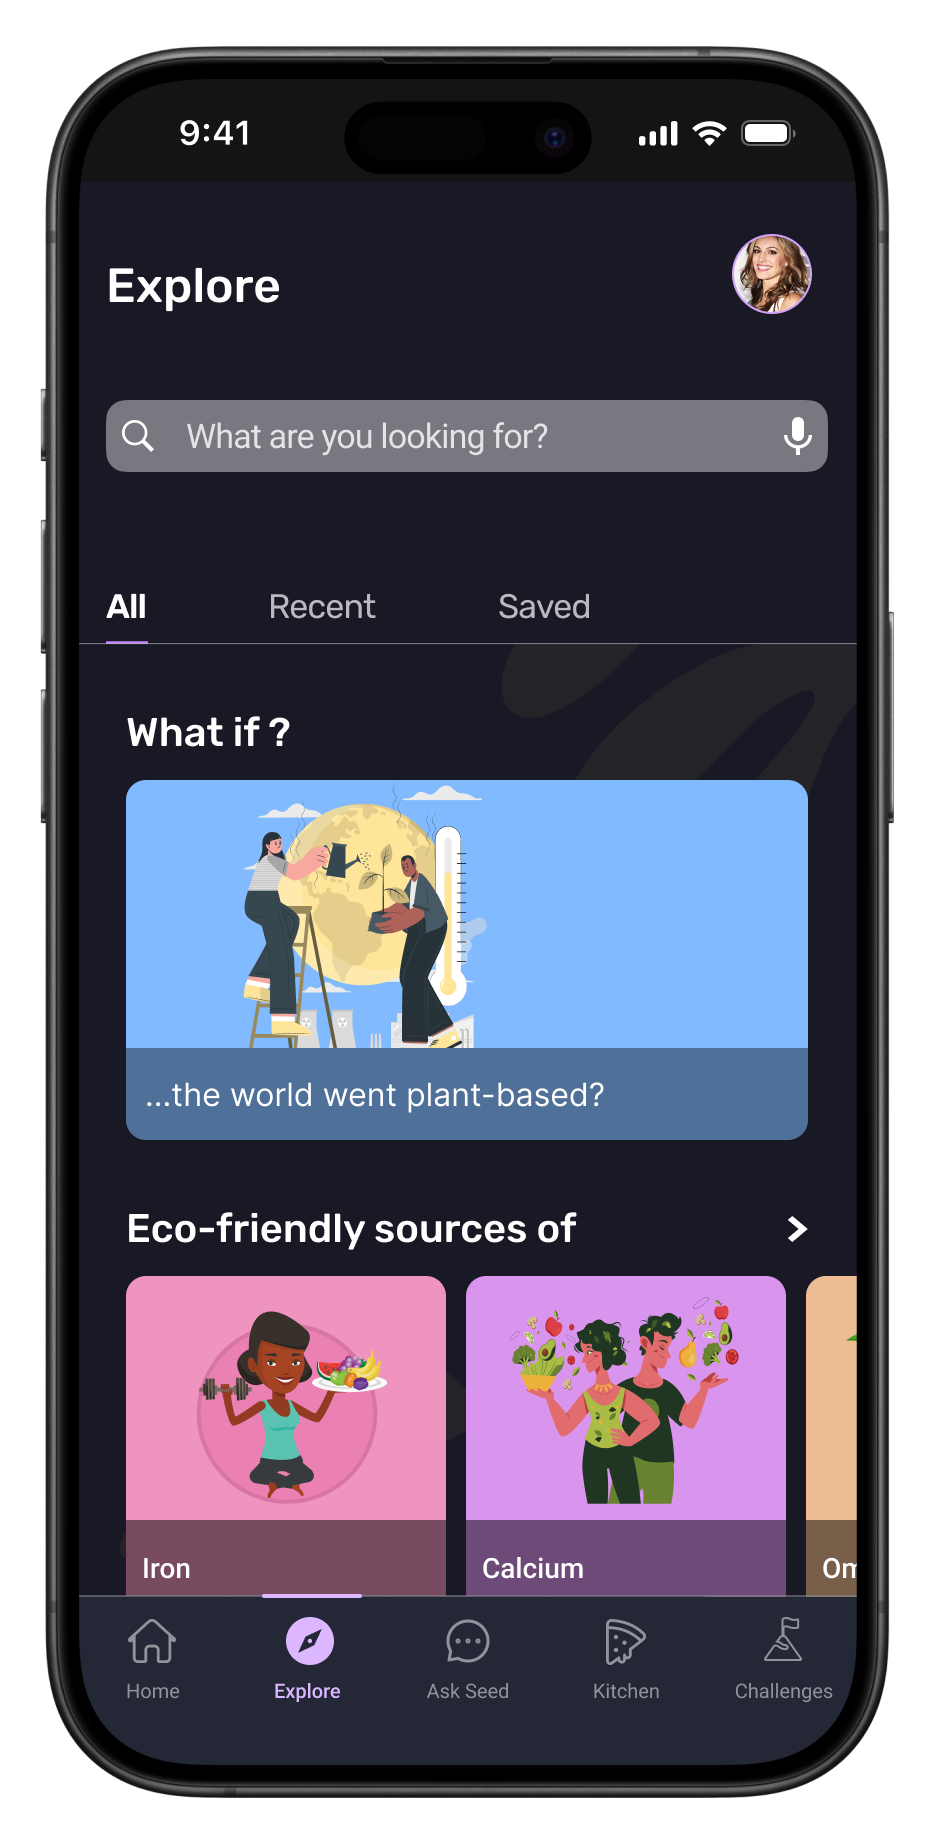 9:41
Explore
What are you looking for?
All Recent Saved
What if ?
...the world went plant-based?
Eco-friendly sources of
Iron Calcium Om
Home Explore Ask Seed Kitchen Challenges